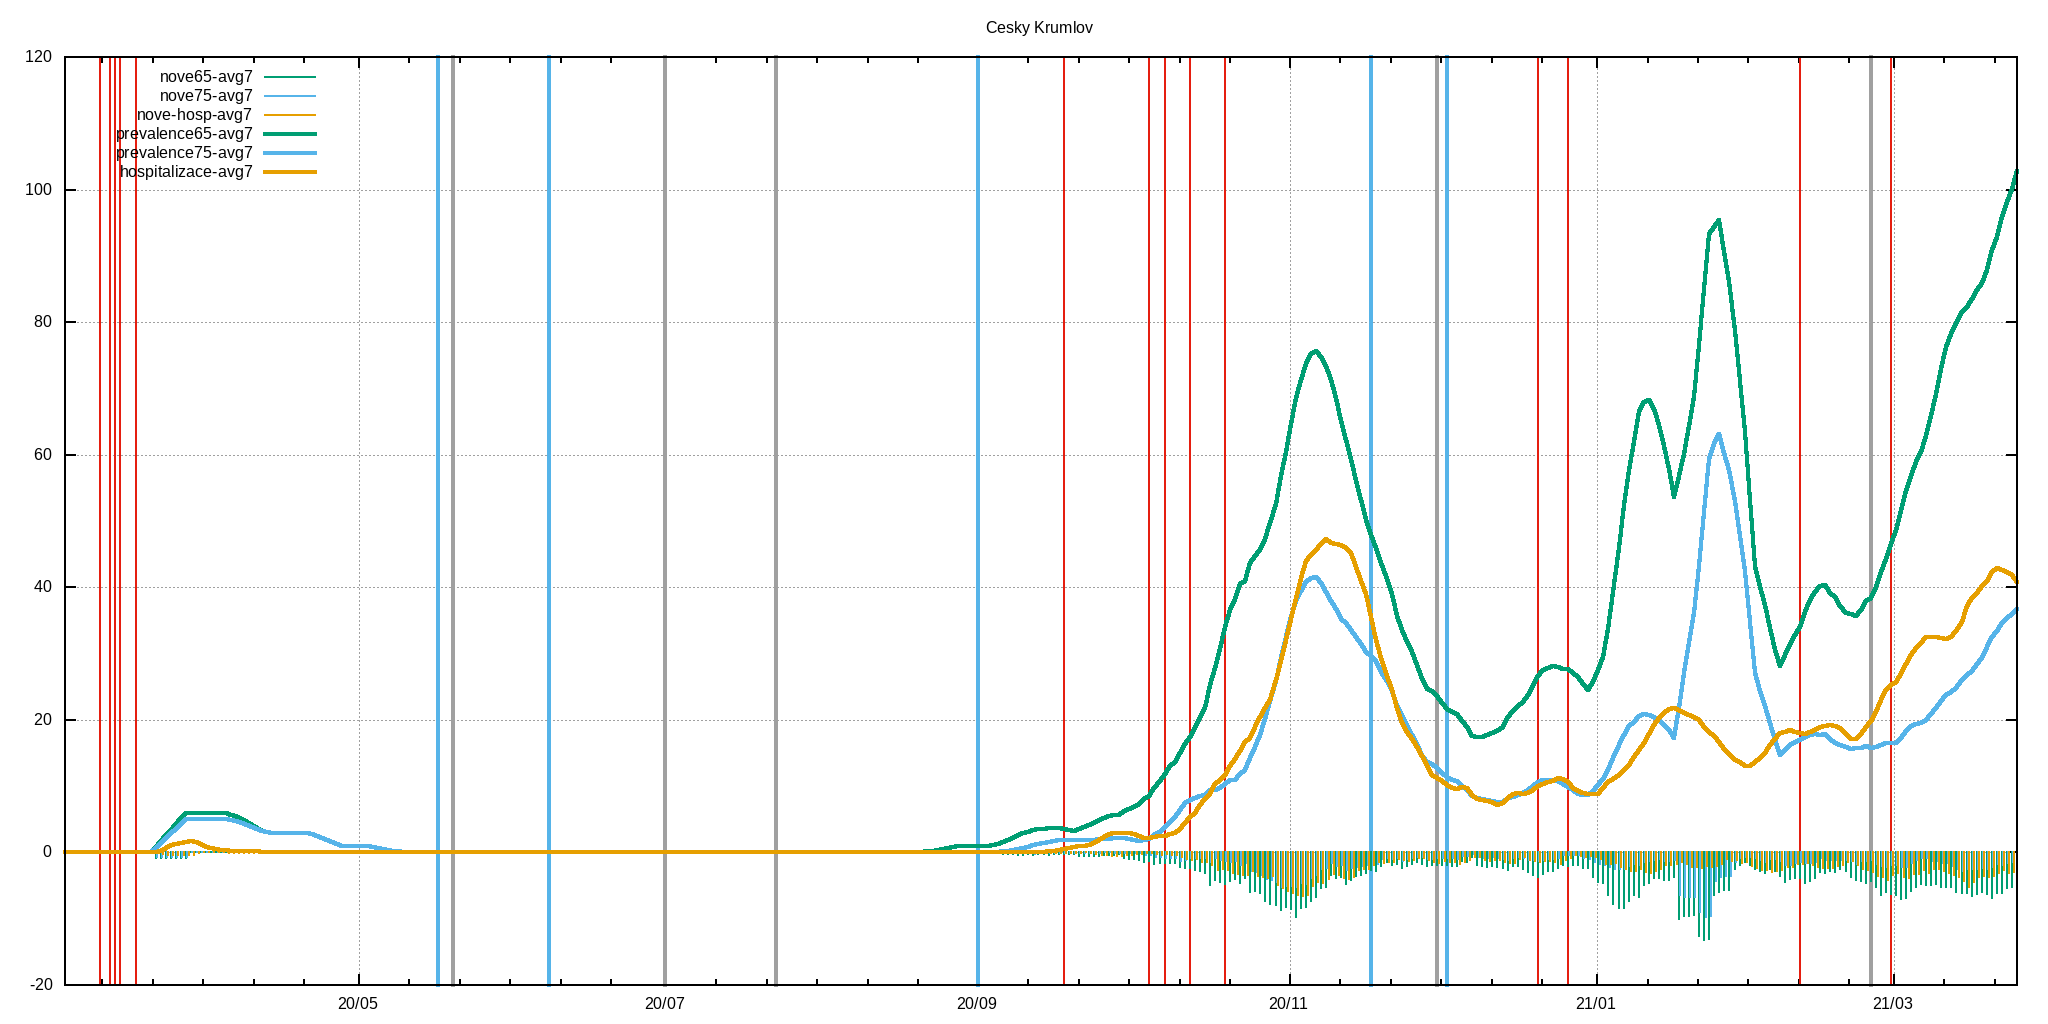 Cesky Krumlov
120
100
80
60
40
20
0
-20
nove65-avg7
nove75-avg7
nove-hosp-avg7
prevalence65-avg7
prevalence75-avg7
hospitalizace-avg7
20/05
20/07
20/09
20/11
21/01
21/03